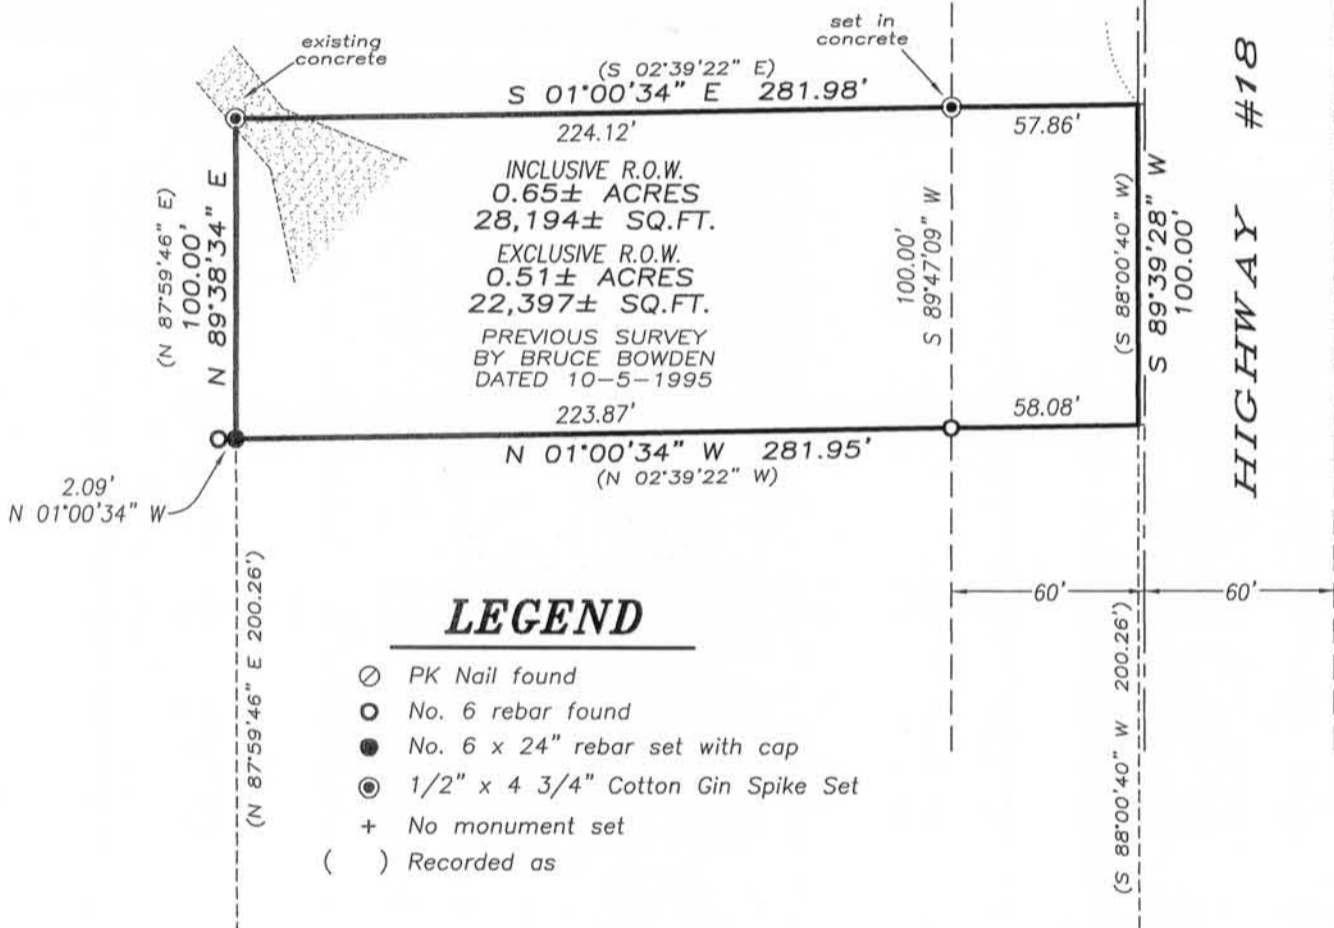 existing
concrete
set in
concrete
(S 02°39'22" E)
S 01°00'34" E 281.98'
224.12'
57.86'
INCLUSIVE R.O.W.
0.65± ACRES
28,194± SQ.FT.
EXCLUSIVE R.O.W.
0.51± ACRES
22,397± SQ.FT.
PREVIOUS SURVEY
BY BRUCE BOWDEN
DATED 10-5-1995
(N 87°59'46" E)
100.00'
N 89°38'34" E
100.00'
S 89°47'09" W
(S 88°00'40" W)
S 89°39'28" W
100.00'
HIGHWAY #18
223.87'
58.08'
N 01°00'34" W 281.95'
(N 02°39'22" W)
2.09'
N 01°00'34" W
(N 87°59'46" E 200.26')
60'
60'
(S 88°00'40" W 200.26')
LEGEND
PK Nail found
No. 6 rebar found
No. 6 x 24" rebar set with cap
1/2" x 4 3/4" Cotton Gin Spike Set
+ No monument set
( ) Recorded as